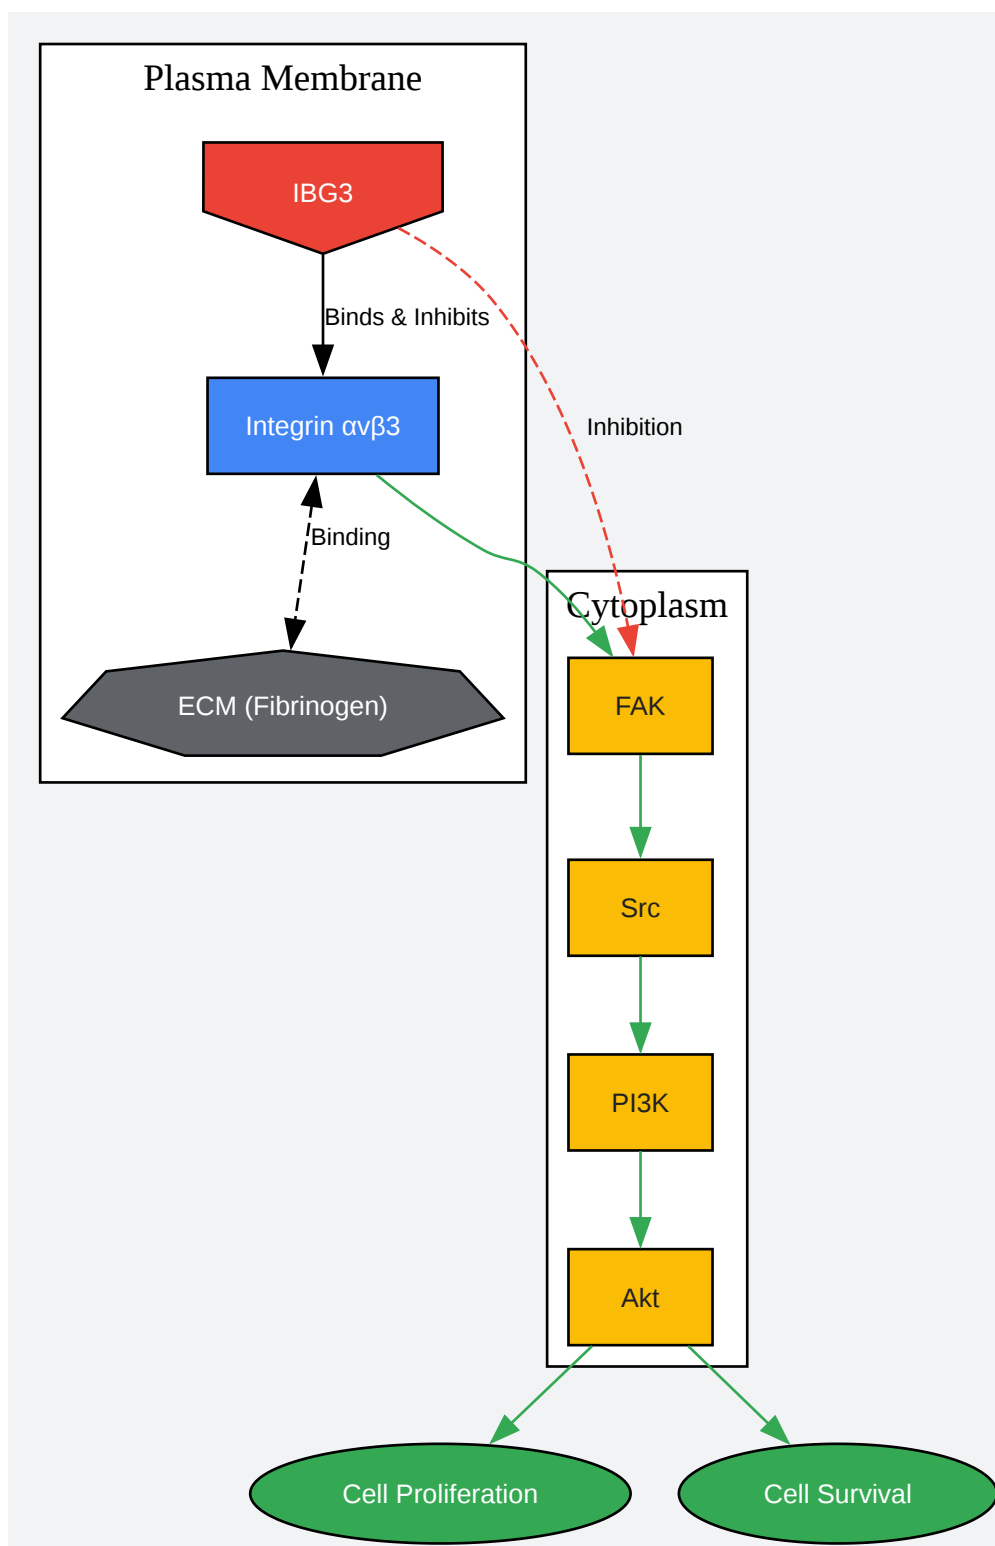 Plasma Membrane
IBG3
Binds & Inhibits
Integrin αvβ3
Inhibition
Binding
Cytoplasm
ECM (Fibrinogen)
FAK
Src
PI3K
Akt
Cell Proliferation
Cell Survival